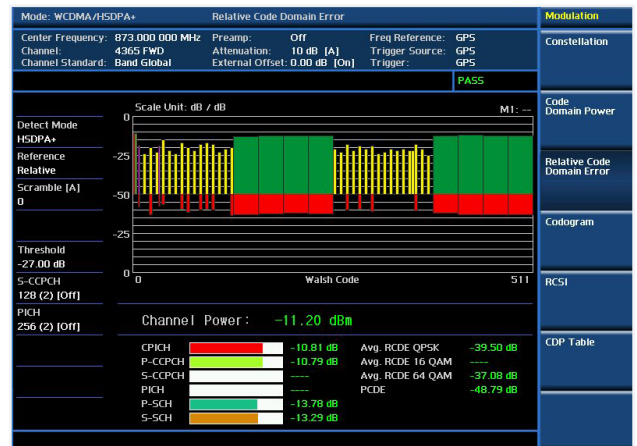 Mode: WCDMA/HSDPA+ Relative Code Domain Error Modulation
Center Frequency: 873.000 000 MHz Preamp: Off Freq Reference: GPS
Channel: 4365 FWD Attenuation: 10 dB [A] Trigger Source: GPS
Channel Standard: Band Global External Offset: 0.00 dB [On] Trigger: GPS
Constellation
PASS
Code
Domain Power
Scale Unit: dB / dB M1: --
0
Detect Mode
HSDPA+
Reference
Relative
-25
Relative Code
Domain Error
Scramble [A]
0
-50
Codogram
-25
Threshold
-27.00 dB
0
0 Walsh Code 511
S-CCPCH
128 (2) [Off]
RCSI
PICH
256 (2) [Off]
Channel Power: -11.20 dBm
CDP Table
CPICH -10.81 dB Avg. RCDE QPSK -39.50 dB
P-CCPCH -10.79 dB Avg. RCDE 16 QAM ----
S-CCPCH ---- Avg. RCDE 64 QAM -37.08 dB
PICH ---- PCDE -48.79 dB
P-SCH -13.78 dB
S-SCH -13.29 dB